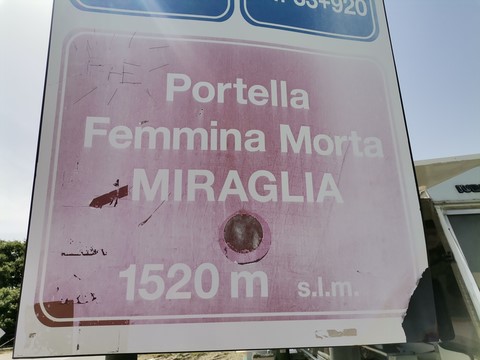 Portella
Femmina Morta
MIRAGLIA
1520 m s.l.m.